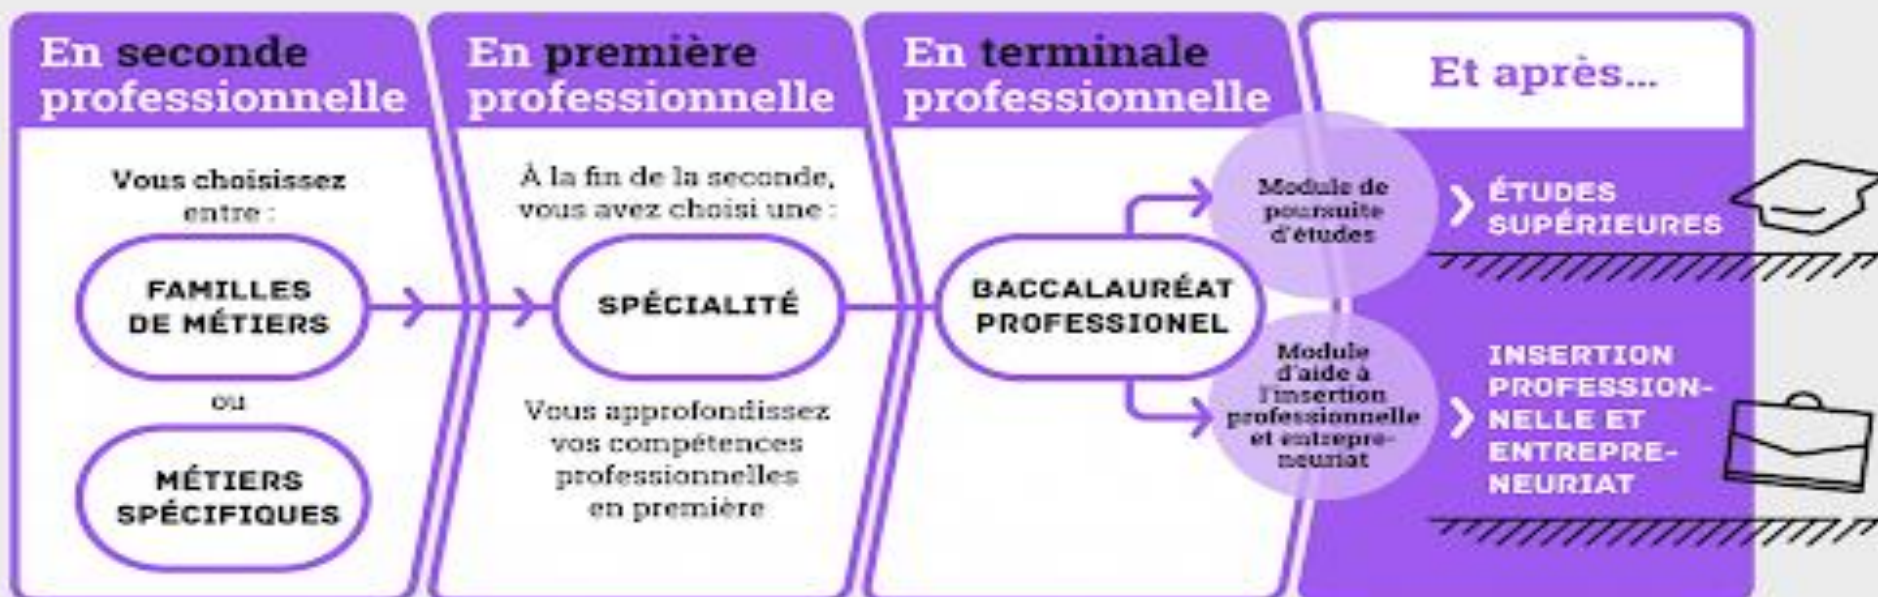 En seconde
professionnelle
Vous choisissez
entre :
FAMILLES
DE MÉTIERS
ou
MÉTIERS
SPÉCIFIQUES
En première
professionnelle
À la fin de la seconde,
vous avez choisi une :
SPÉCIALITÉ
Vous approfondissez
vos compétences
professionnelles
en première
En terminale
professionnelle
BACCALAURÉAT
PROFESSIONEL
Module de
poursuite
d'études
Module
d'aide à
l'insertion
professionnelle
et entrepre-
neuriat
Et après...
ÉTUDES
SUPÉRIEURES
INSERTION
PROFESSION-
NELLE ET
ENTREPRE-
NEURIAT